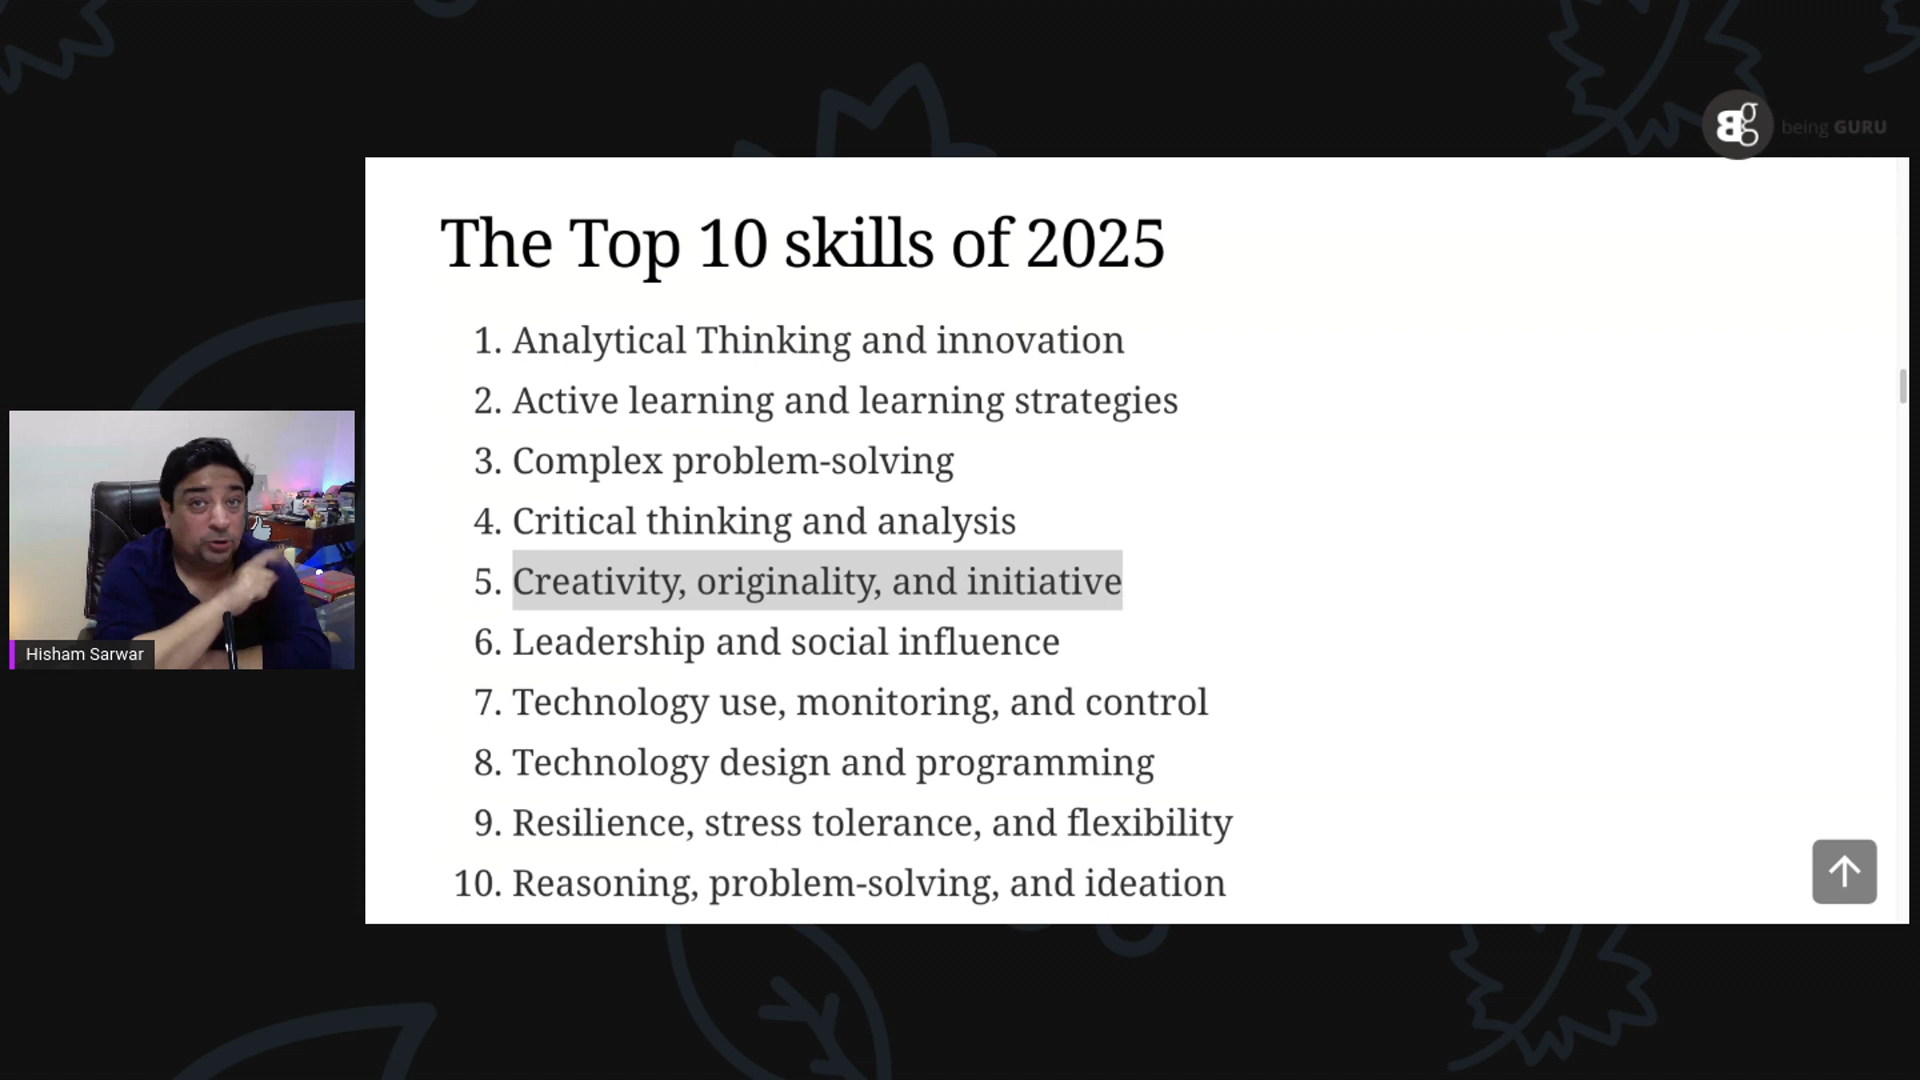 Bg being GURU
The Top 10 skills of 2025
1. Analytical Thinking and innovation
2. Active learning and learning strategies
3. Complex problem-solving
4. Critical thinking and analysis
5. Creativity, originality, and initiative
6. Leadership and social influence
7. Technology use, monitoring, and control
8. Technology design and programming
9. Resilience, stress tolerance, and flexibility
10. Reasoning, problem-solving, and ideation
Hisham Sarwar